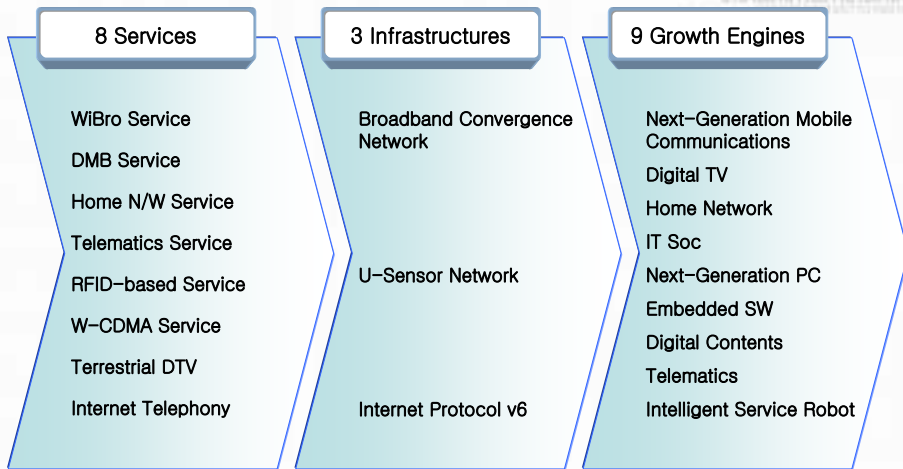 8 Services
WiBro Service
DMB Service
Home N/W Service
Telematics Service
RFID-based Service
W-CDMA Service
Terrestrial DTV
Internet Telephony
3 Infrastructures
Broadband Convergence
Network
U-Sensor Network
Internet Protocol v6
9 Growth Engines
Next-Generation Mobile
Communications
Digital TV
Home Network
IT Soc
Next-Generation PC
Embedded SW
Digital Contents
Telematics
Intelligent Service Robot